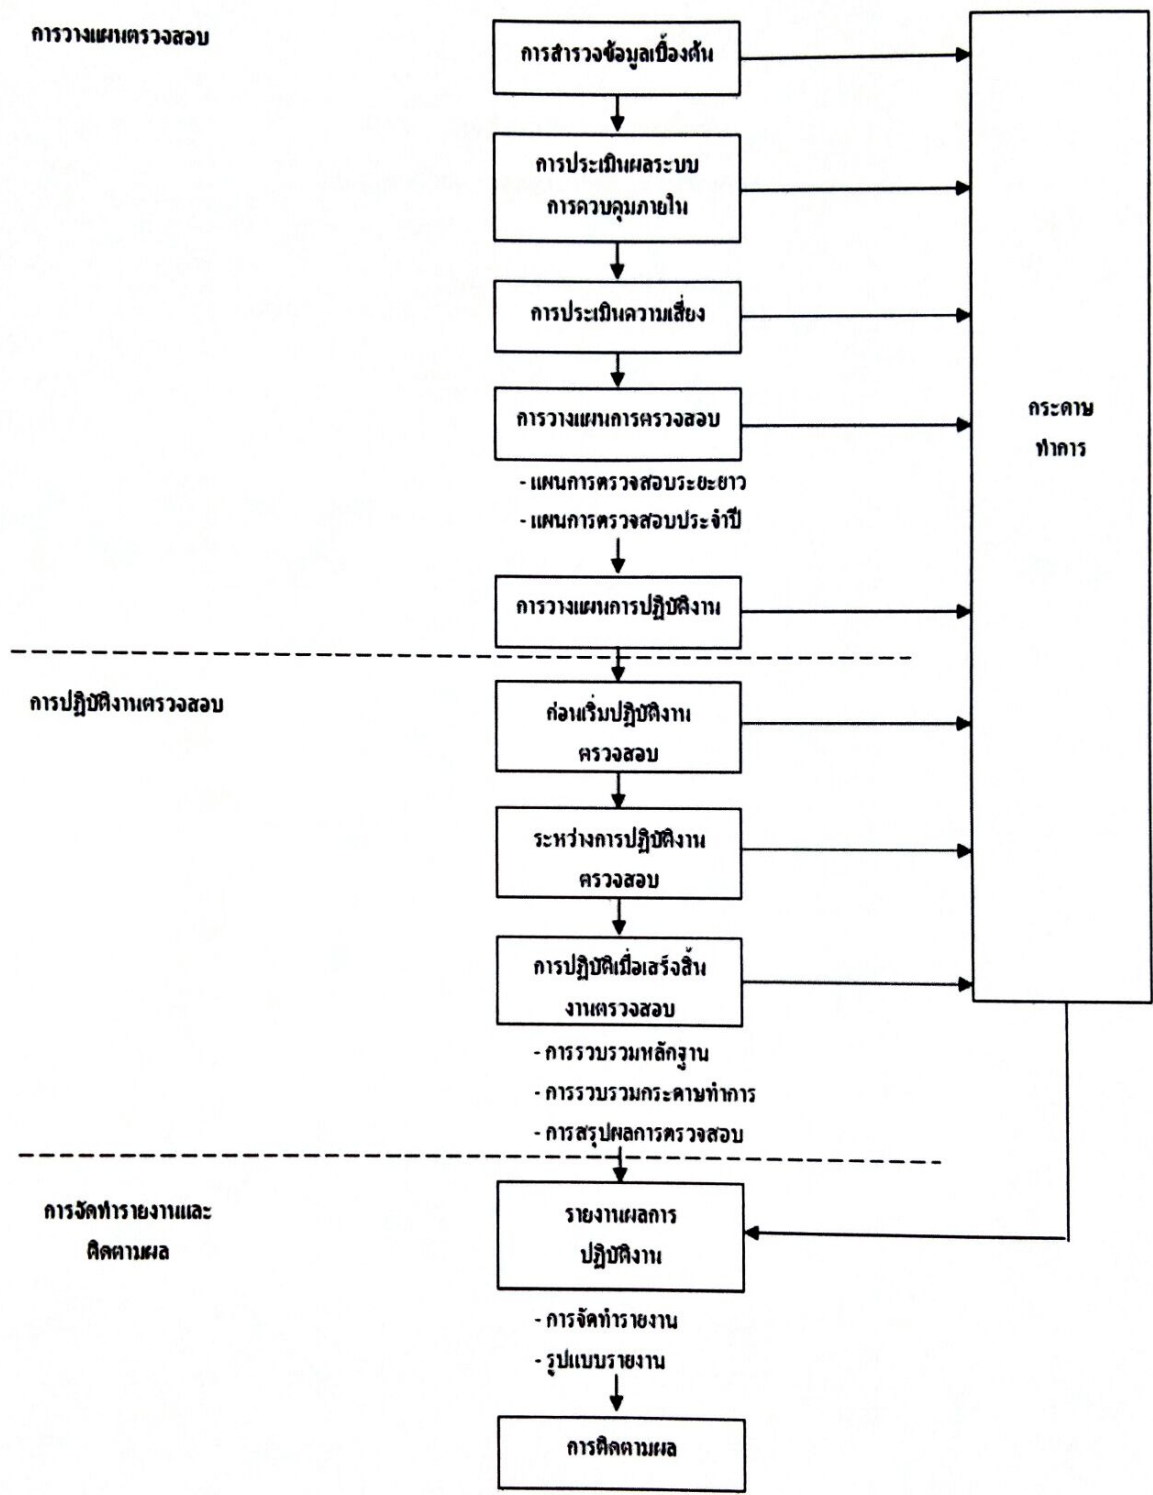 การวางแผนตรวจสอบ
การสำรวจข้อมูลเบื้องต้น
การประเมินผลระบบ
การควบคุมภายใน
การประเมินความเสี่ยง
การวางแผนการตรวจสอบ
- แผนการตรวจสอบระยะยาว
- แผนการตรวจสอบประจำปี
การวางแผนการปฏิบัติงาน
กระดาษ
ทำการ
การปฏิบัติงานตรวจสอบ
ก่อนเริ่มปฏิบัติงาน
ตรวจสอบ
ระหว่างการปฏิบัติงาน
ตรวจสอบ
การปฏิบัติเมื่อเสร็จสิ้น
งานตรวจสอบ
- การรวบรวมหลักฐาน
- การรวบรวมกระดาษทำการ
- การสรุปผลการตรวจสอบ
การจัดทำรายงานและ
ติดตามผล
รายงานผลการ
ปฏิบัติงาน
- การจัดทำรายงาน
- รูปแบบรายงาน
การติดตามผล